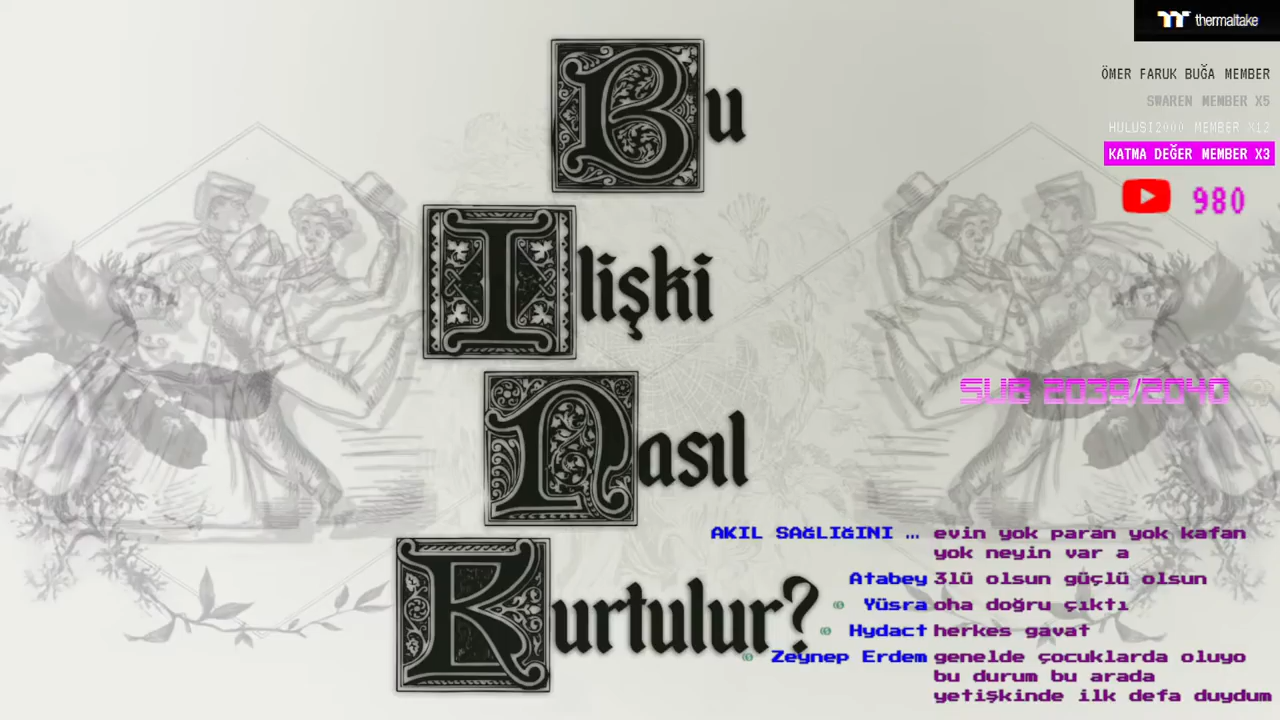 thermaltake
ÖMER FARUK BUĞA MEMBER
SWAREN MEMBER X5
HULUSI2000 MEMBER X12
KATMA DEĞER MEMBER X3
980
Bu
Ilişki
Nasıl
Kurtulur?
SUB 2039/2040
AKIL SAĞLIĞINI ... evin yok paran yok kafan
yok neyin var a
Atabey 3lü olsun güçlü olsun
Yüsra oha doğru çıktı
Hydact herkes gavat
Zeynep Erdem genelde çocuklarda oluyo
bu durum bu arada
yetişkinde ilk defa duydum